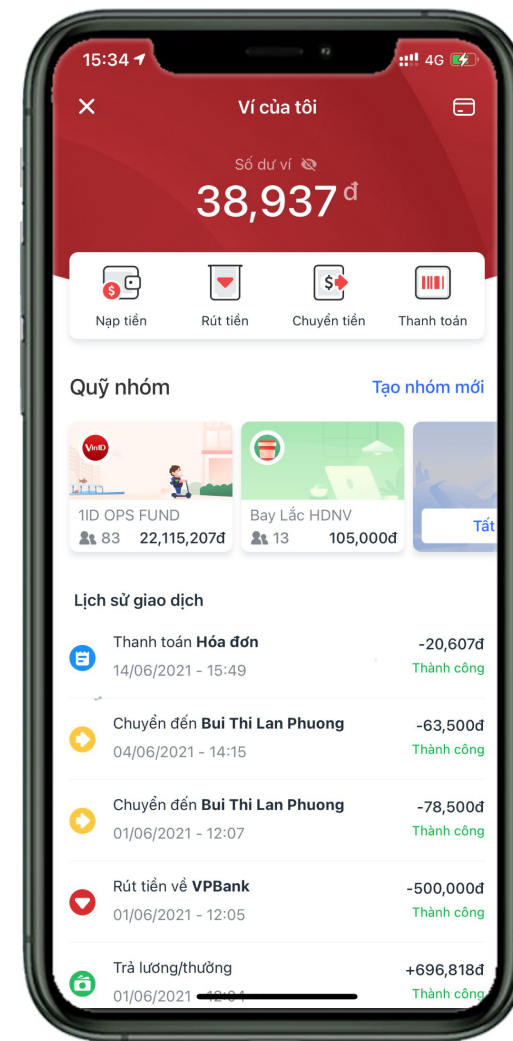 15:34
4G
Ví của tôi
Số dư ví
38,937 đ
Nạp tiền Rút tiền Chuyển tiền Thanh toán
Quỹ nhóm Tạo nhóm mới
VinID
1ID OPS FUND
83 22,115,207đ
Bay Lắc HDNV
13 105,000đ
Tất
Lịch sử giao dịch
Thanh toán Hóa đơn -20,607đ
14/06/2021 - 15:49 Thành công
Chuyển đến Bui Thi Lan Phuong -63,500đ
04/06/2021 - 14:15 Thành công
Chuyển đến Bui Thi Lan Phuong -78,500đ
01/06/2021 - 12:07 Thành công
Rút tiền về VPBank -500,000đ
01/06/2021 - 12:05 Thành công
Trả lương/thưởng +696,818đ
01/06/2021 - Thành công